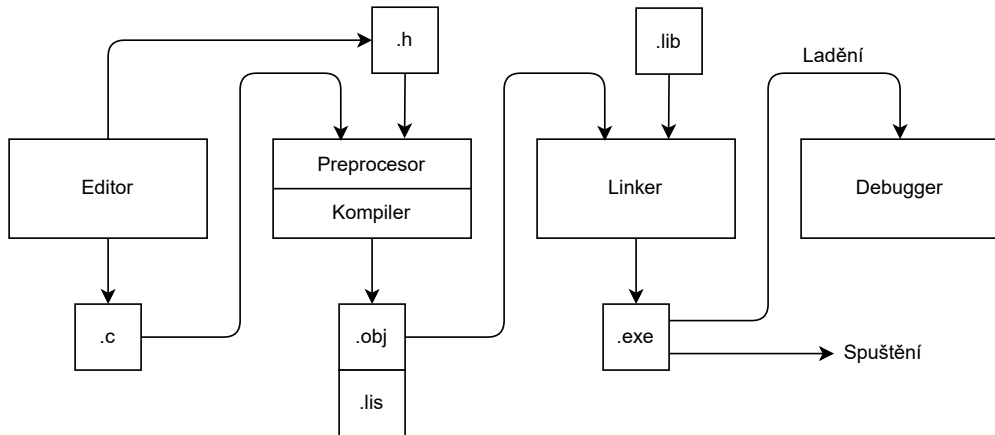 .h
.lib
Ladění
Editor
Preprocesor
Kompiler
Linker
Debugger
.c
.obj
.lis
.exe
Spuštění